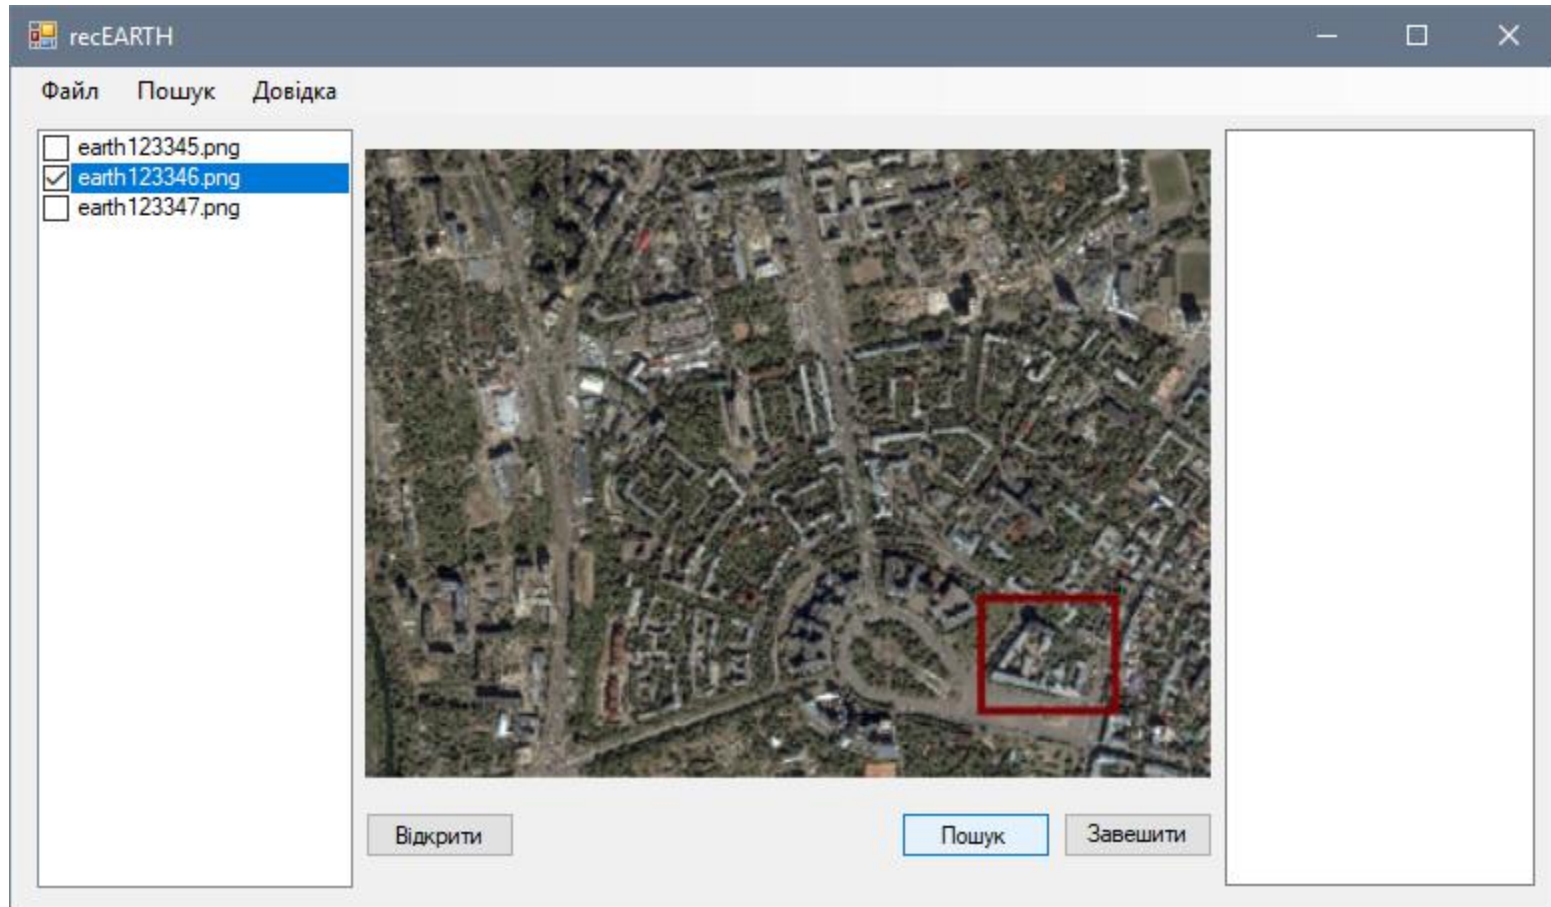 recEARTH
Файл Пошук Довідка
earth123345.png
earth123346.png
earth123347.png
Відкрити Пошук Завешити